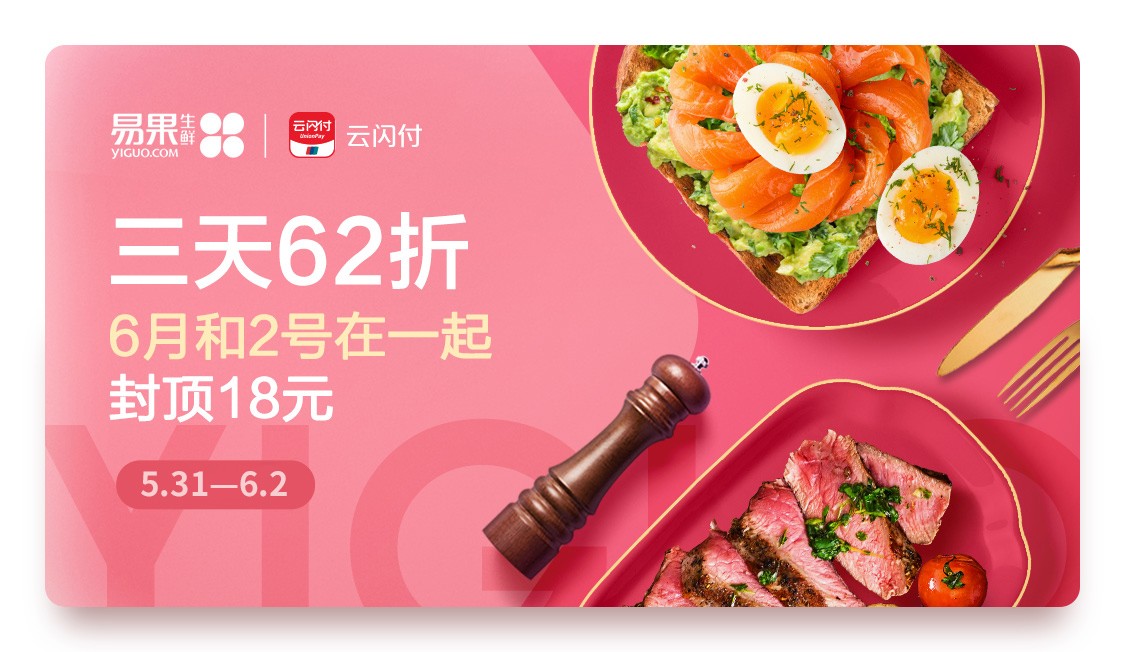 易果生鲜
YIGUO.COM
云闪付
UnionPay
云闪付
三天62折
6月和2号在一起
封顶18元
5.31—6.2
YIGUO